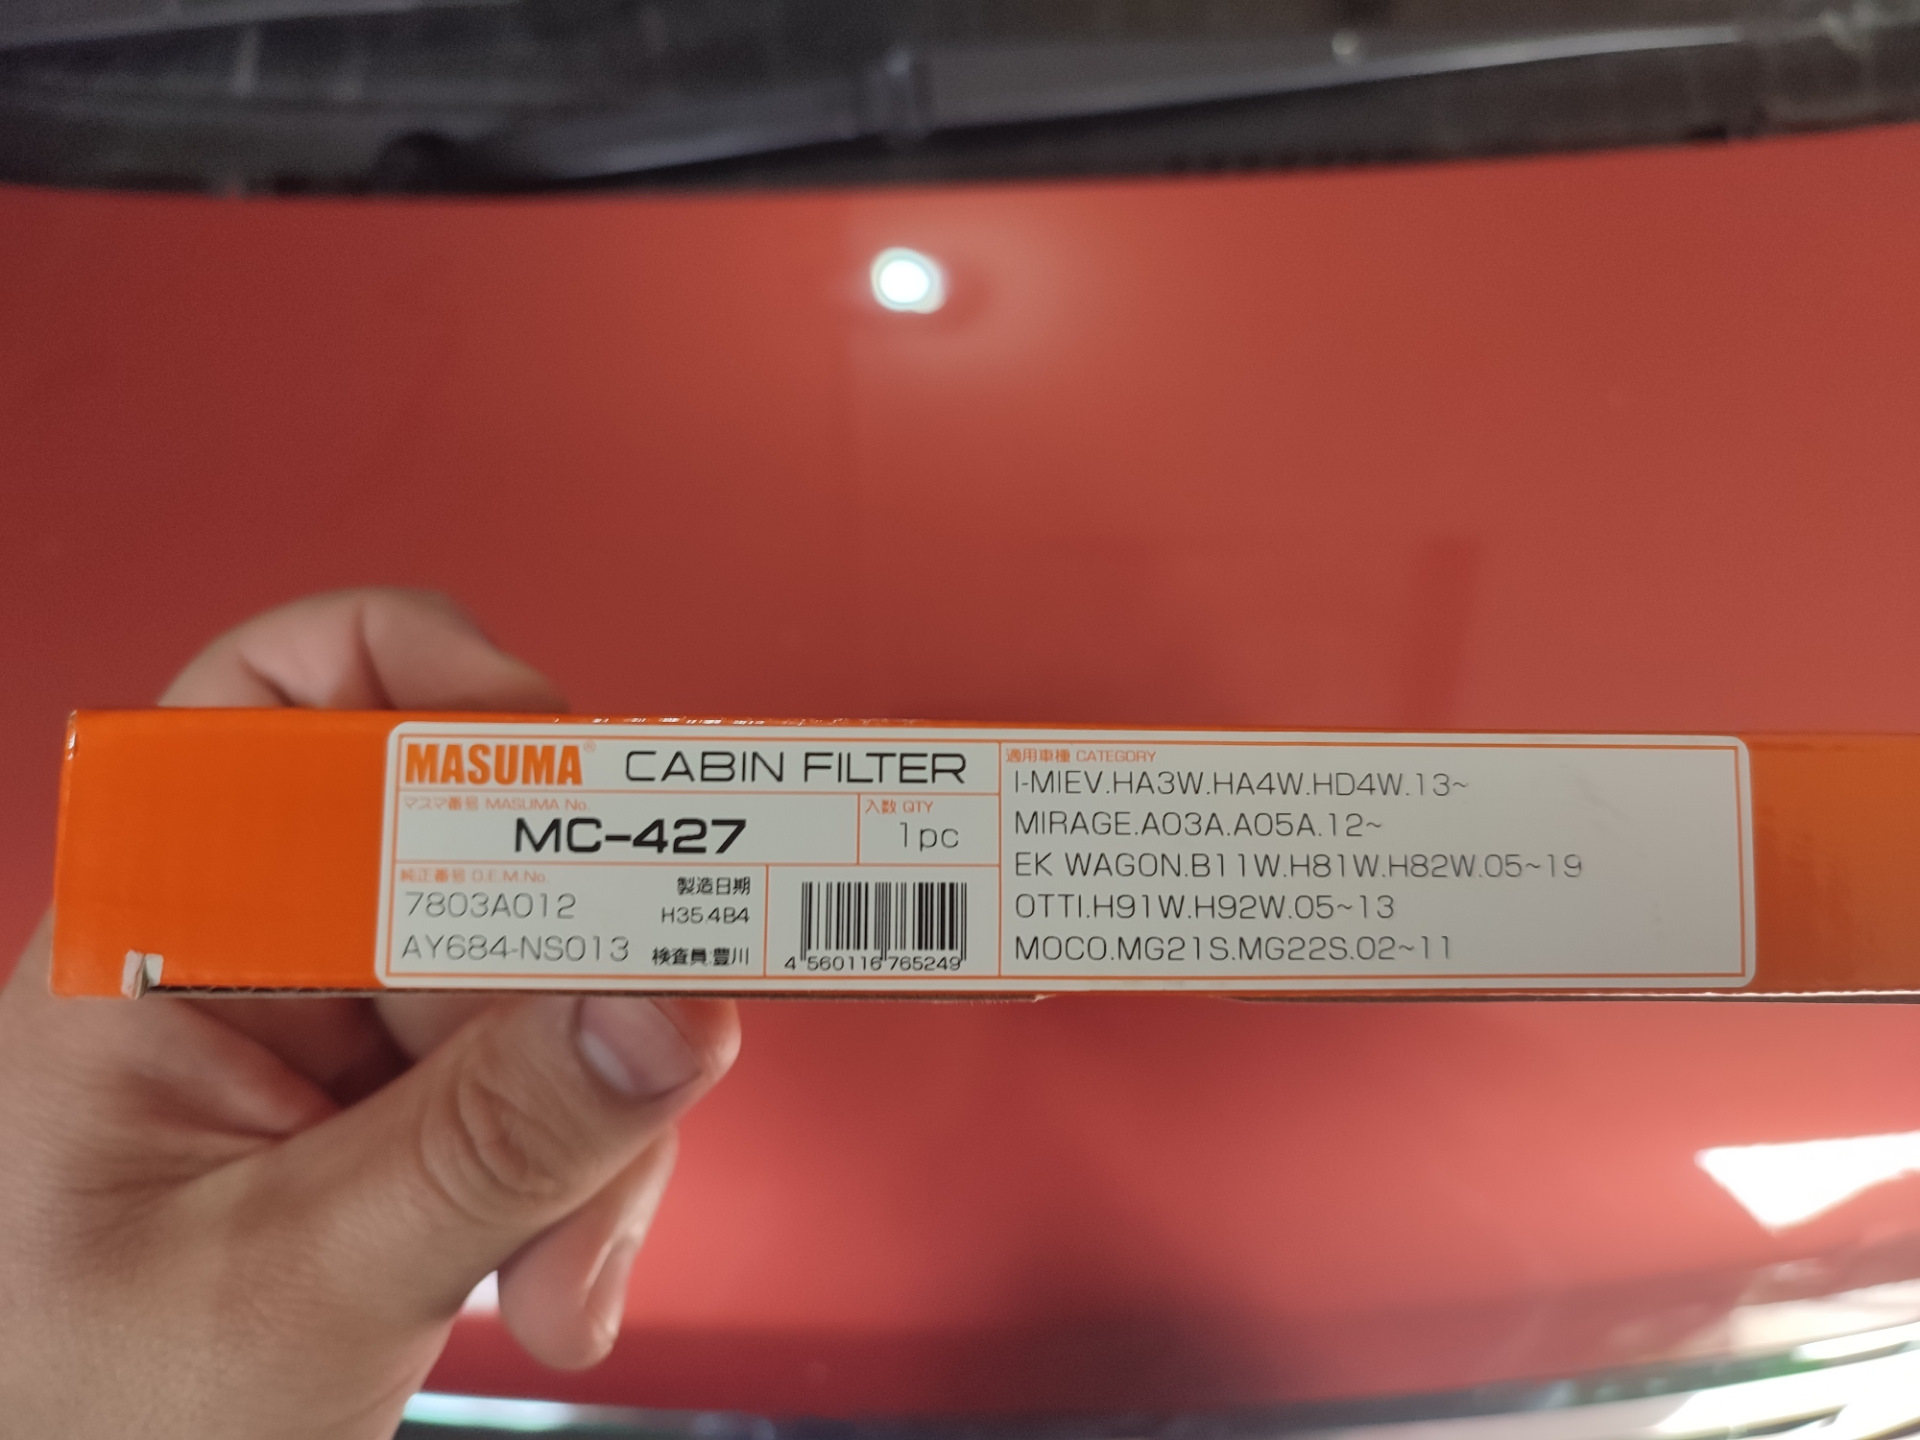 MASUMA® CABIN FILTER
マスマ番号 MASUMA No.
MC-427
入数 QTY
1pc
純正番号 O.E.M.No.
7803A012
AY684-NS013
製造日期
H35.4B4
検査員:豊川
4 560116 765249
適用車種 CATEGORY
I-MIEV.HA3W.HA4W.HD4W.13~
MIRAGE.A03A.A05A.12~
EK WAGON.B11W.H81W.H82W.05~19
OTTI.H91W.H92W.05~13
MOCO.MG21S.MG22S.02~11